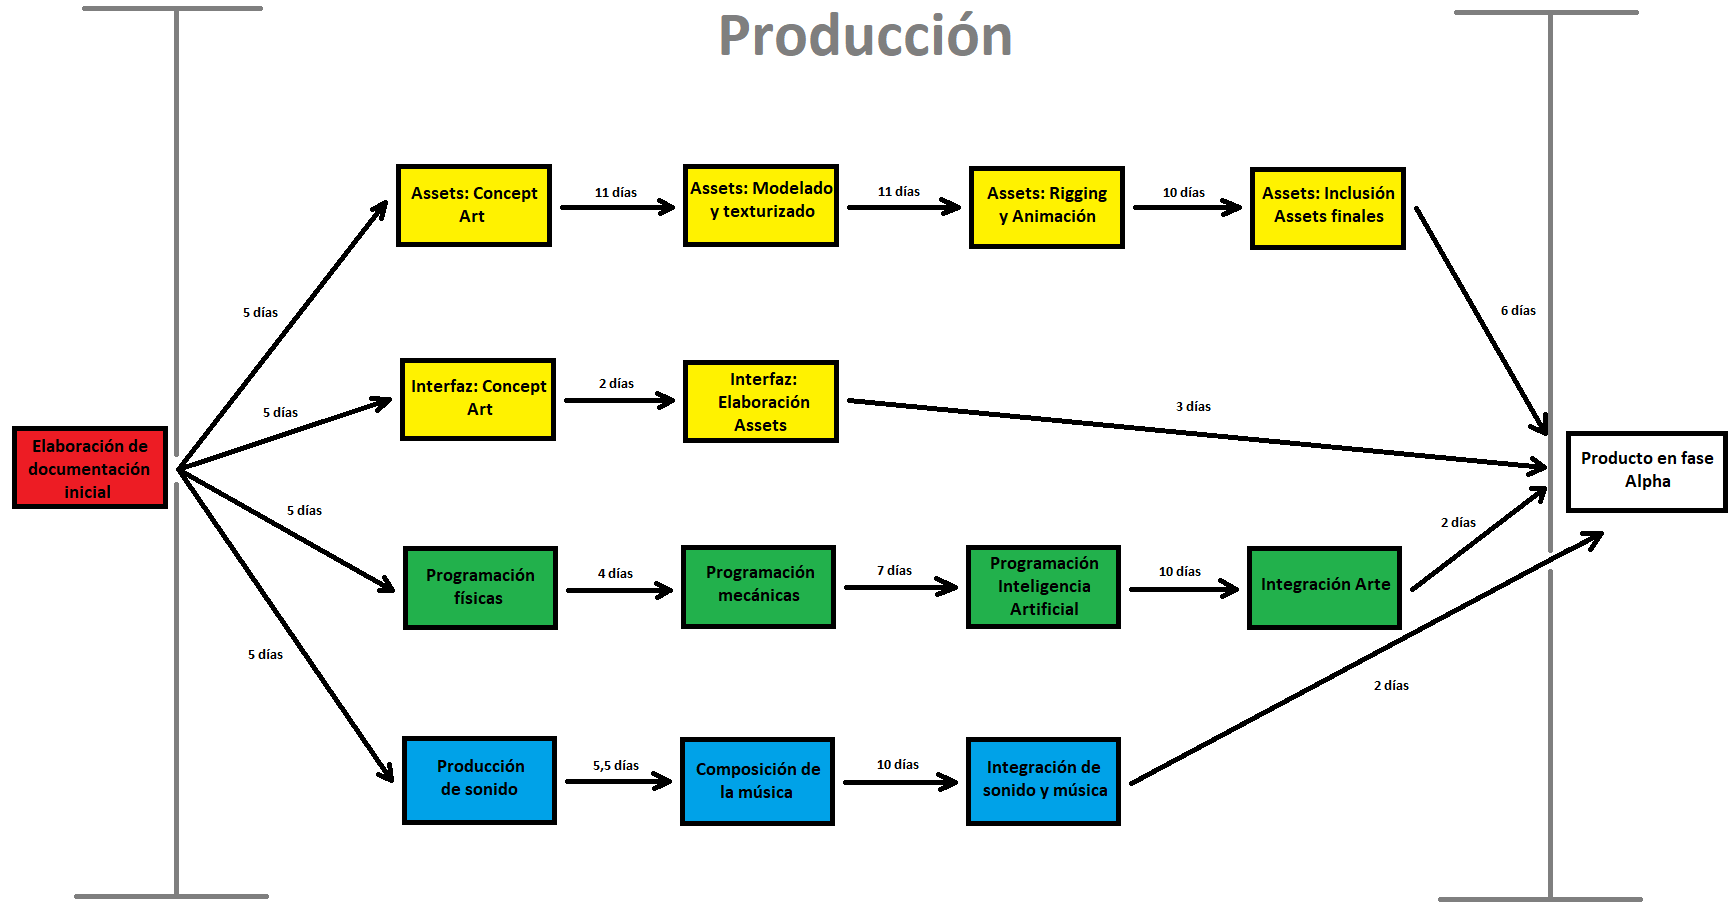 Producción
Assets: Concept
Art
11 días
Assets: Modelado
y texturizado
11 días
Assets: Rigging
y Animación
10 días
Assets: Inclusión
Assets finales
5 días
6 días
Interfaz: Concept
Art
2 días
Interfaz:
Elaboración
Assets
3 días
5 días
Elaboración de
documentación
inicial
Producto en fase
Alpha
5 días
2 días
Programación
físicas
4 días
Programación
mecánicas
7 días
Programación
Inteligencia
Artificial
10 días
Integración Arte
5 días
2 días
Producción
de sonido
5,5 días
Composición de
la música
10 días
Integración de
sonido y música